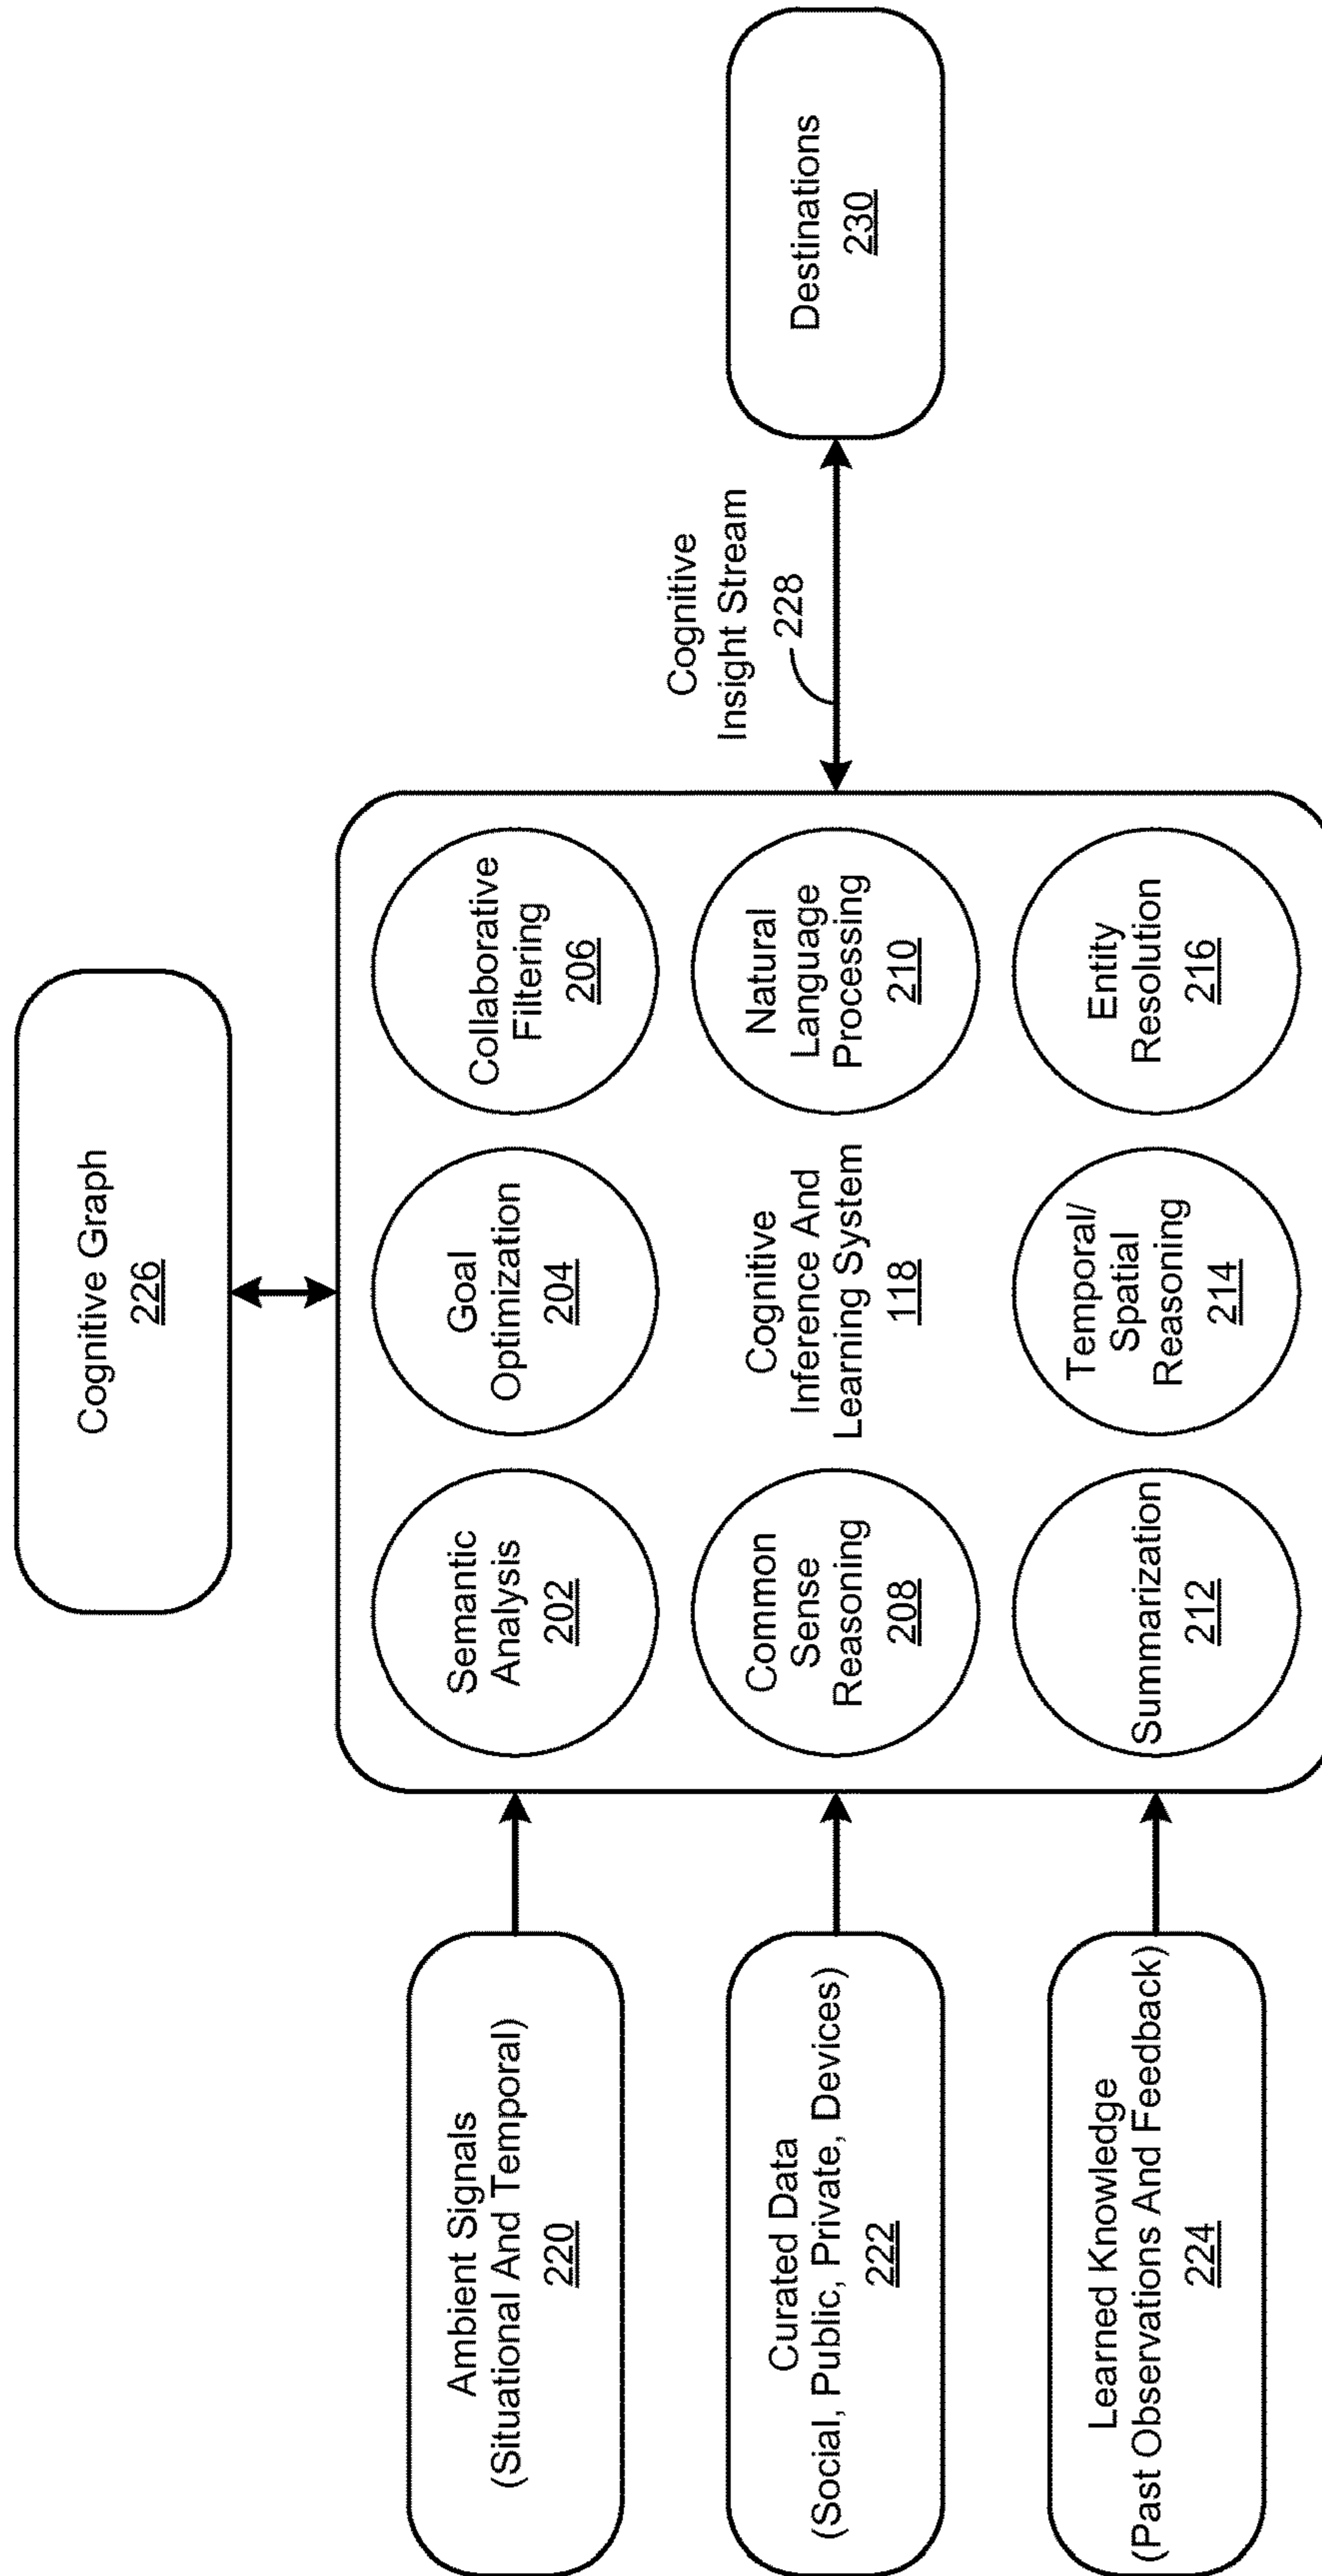 Cognitive Graph
226
Ambient Signals
(Situational And Temporal)
220
Curated Data
(Social, Public, Private, Devices)
222
Learned Knowledge
(Past Observations And Feedback)
224
Semantic
Analysis
202
Goal
Optimization
204
Collaborative
Filtering
206
Common
Sense
Reasoning
208
Cognitive
Inference And
Learning System
118
Natural
Language
Processing
210
Summarization
212
Temporal/
Spatial
Reasoning
214
Entity
Resolution
216
Cognitive
Insight Stream
228
Destinations
230